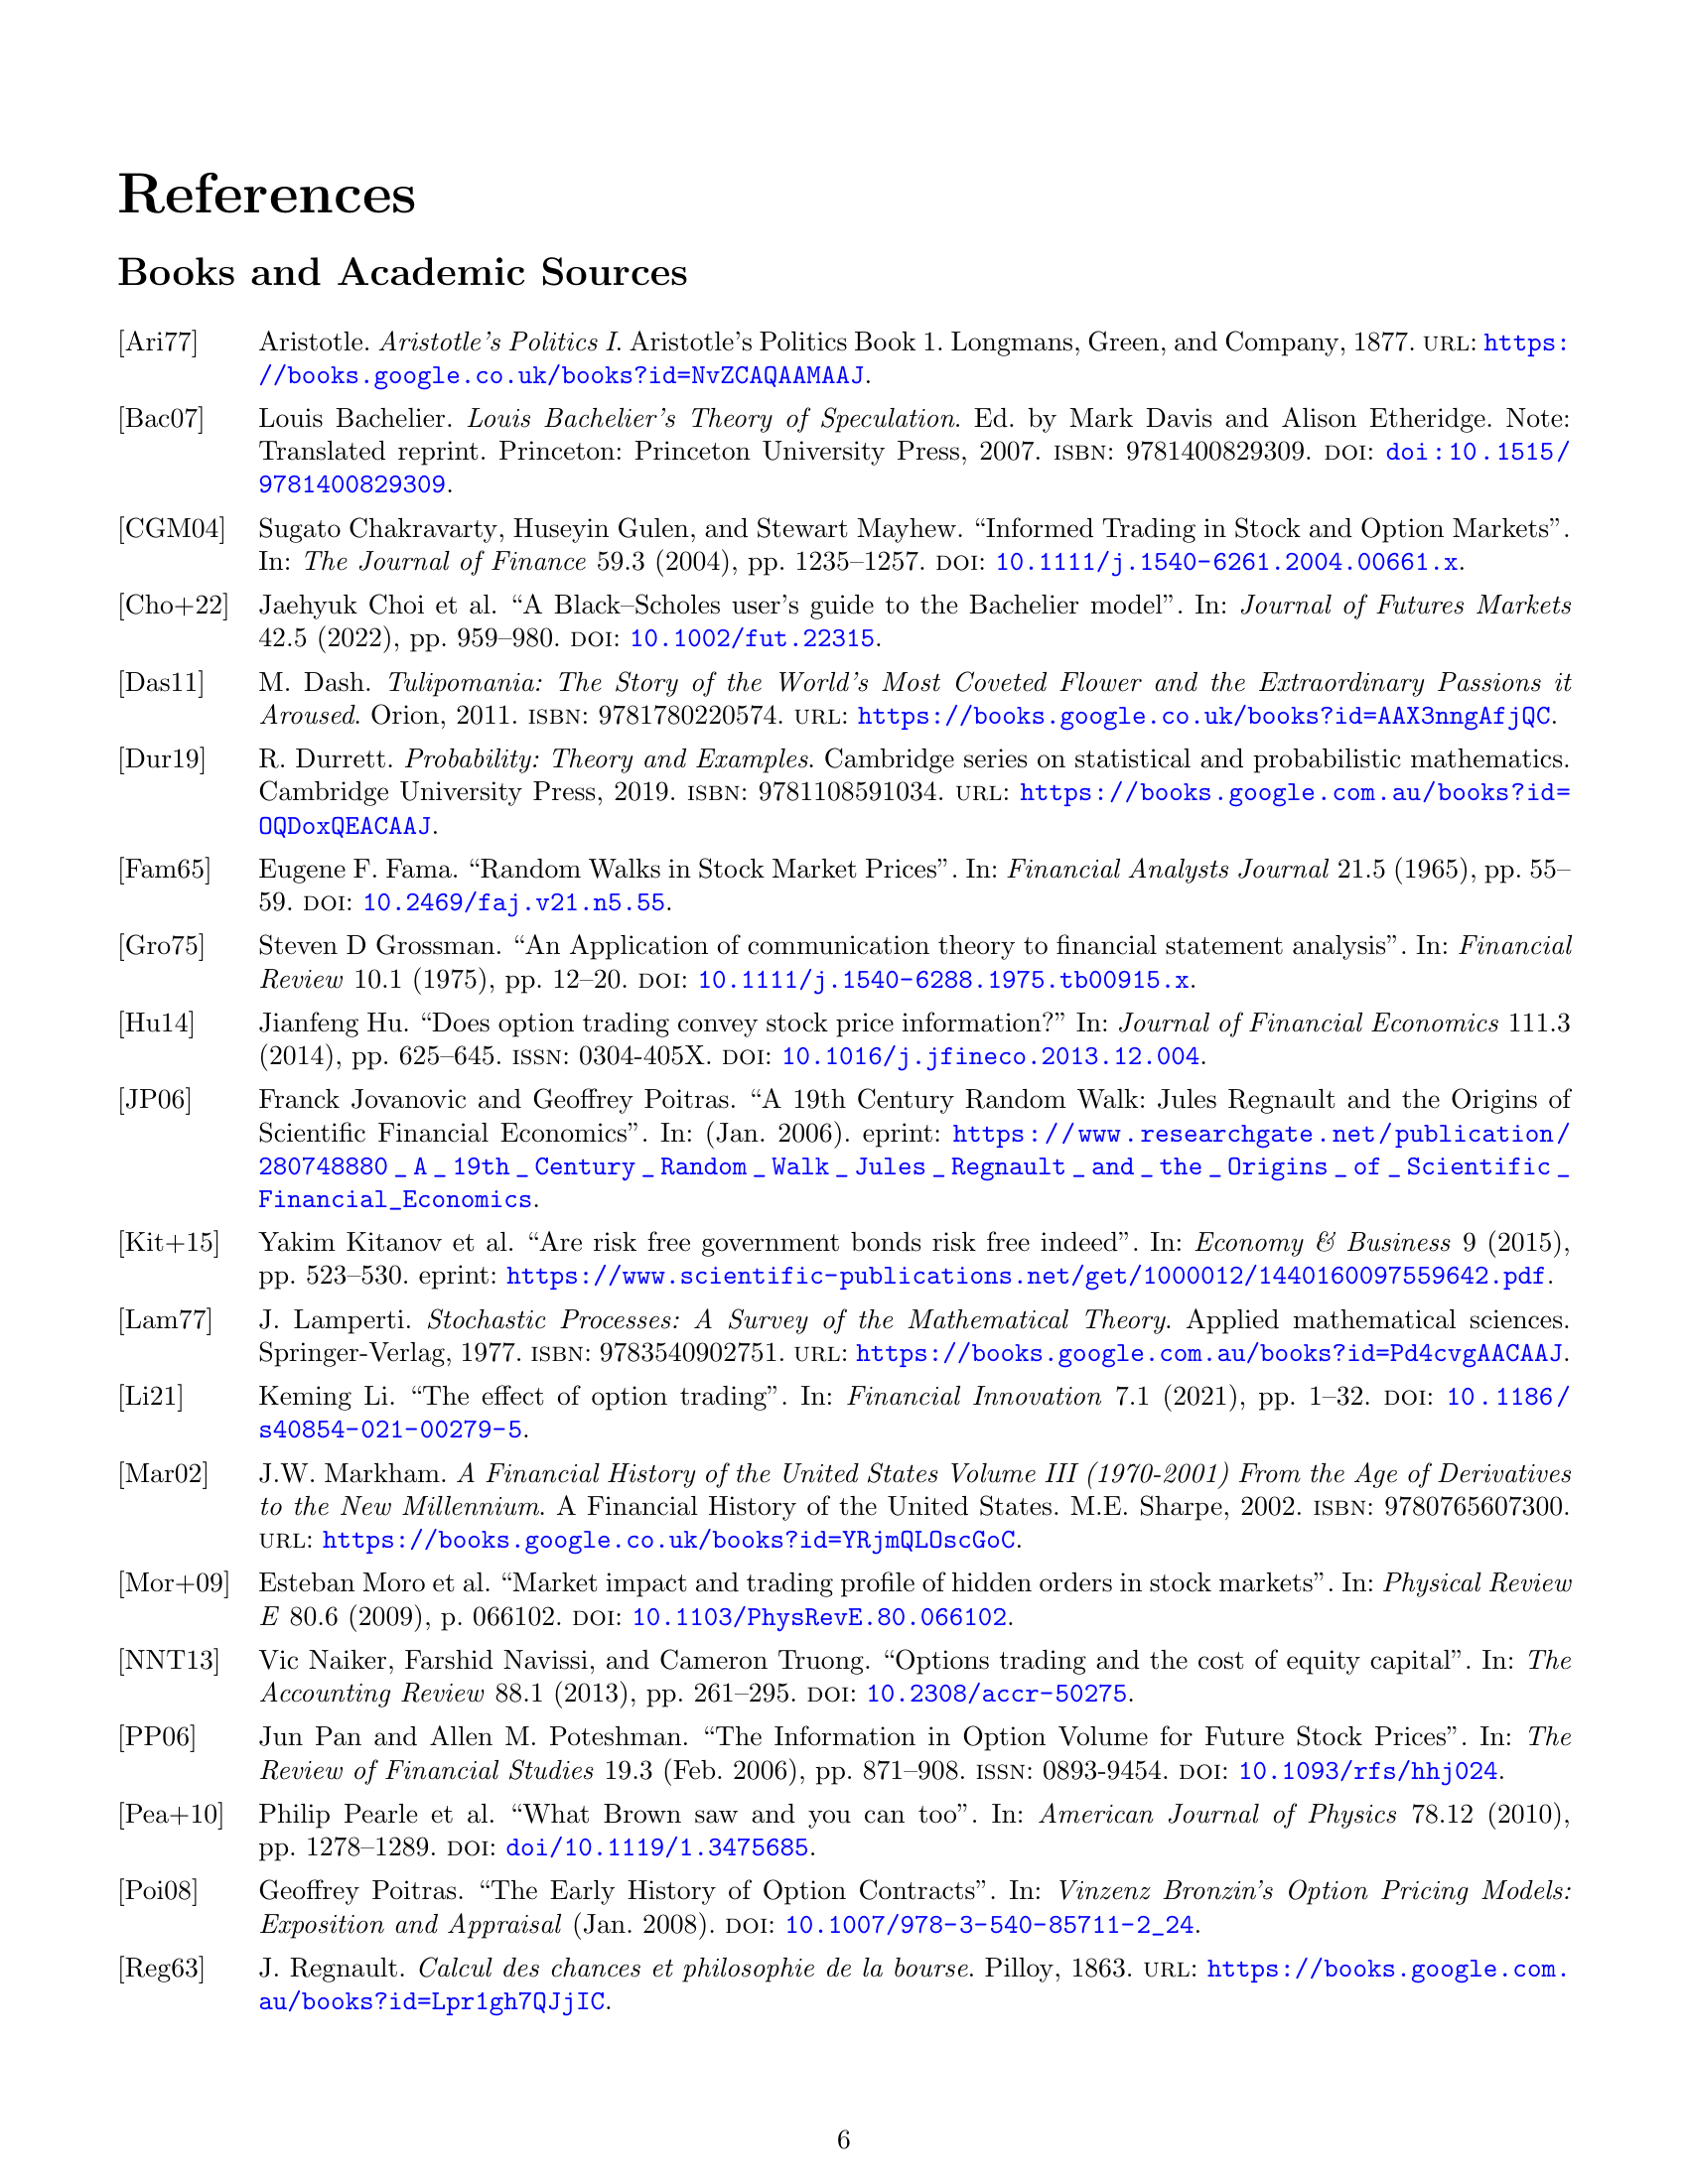 References
Books and Academic Sources
[Ari77] Aristotle. Aristotle’s Politics I. Aristotle’s Politics Book 1. Longmans, Green, and Company, 1877. URL: https:
//books.google.co.uk/books?id=NvZCAQAAMAAJ.
[Bac07] Louis Bachelier. Louis Bachelier’s Theory of Speculation. Ed. by Mark Davis and Alison Etheridge. Note:
Translated reprint. Princeton: Princeton University Press, 2007. ISBN: 9781400829309. DOI: doi:10.1515/
9781400829309.
[CGM04] Sugato Chakravarty, Huseyin Gulen, and Stewart Mayhew. “Informed Trading in Stock and Option Markets”.
In: The Journal of Finance 59.3 (2004), pp. 1235–1257. DOI: 10.1111/j.1540-6261.2004.00661.x.
[Cho+22] Jaehyuk Choi et al. “A Black–Scholes user’s guide to the Bachelier model”. In: Journal of Futures Markets
42.5 (2022), pp. 959–980. DOI: 10.1002/fut.22315.
[Das11] M. Dash. Tulipomania: The Story of the World’s Most Coveted Flower and the Extraordinary Passions it
Aroused. Orion, 2011. ISBN: 9781780220574. URL: https://books.google.co.uk/books?id=AAX3nngAfjQC.
[Dur19] R. Durrett. Probability: Theory and Examples. Cambridge series on statistical and probabilistic mathematics.
Cambridge University Press, 2019. ISBN: 9781108591034. URL: https://books.google.com.au/books?id=
OQDoxQEACAAJ.
[Fam65] Eugene F. Fama. “Random Walks in Stock Market Prices”. In: Financial Analysts Journal 21.5 (1965), pp. 55–
59. DOI: 10.2469/faj.v21.n5.55.
[Gro75] Steven D Grossman. “An Application of communication theory to financial statement analysis”. In: Financial
Review 10.1 (1975), pp. 12–20. DOI: 10.1111/j.1540-6288.1975.tb00915.x.
[Hu14] Jianfeng Hu. “Does option trading convey stock price information?” In: Journal of Financial Economics 111.3
(2014), pp. 625–645. ISSN: 0304-405X. DOI: 10.1016/j.jfineco.2013.12.004.
[JP06] Franck Jovanovic and Geoffrey Poitras. “A 19th Century Random Walk: Jules Regnault and the Origins of
Scientific Financial Economics”. In: (Jan. 2006). eprint: https://www.researchgate.net/publication/
280748880_A_19th_Century_Random_Walk_Jules_Regnault_and_the_Origins_of_Scientific_
Financial_Economics.
[Kit+15] Yakim Kitanov et al. “Are risk free government bonds risk free indeed”. In: Economy & Business 9 (2015),
pp. 523–530. eprint: https://www.scientific-publications.net/get/1000012/1440160097559642.pdf.
[Lam77] J. Lamperti. Stochastic Processes: A Survey of the Mathematical Theory. Applied mathematical sciences.
Springer-Verlag, 1977. ISBN: 9783540902751. URL: https://books.google.com.au/books?id=Pd4cvgAACAAJ.
[Li21] Keming Li. “The effect of option trading”. In: Financial Innovation 7.1 (2021), pp. 1–32. DOI: 10.1186/
s40854-021-00279-5.
[Mar02] J.W. Markham. A Financial History of the United States Volume III (1970-2001) From the Age of Derivatives
to the New Millennium. A Financial History of the United States. M.E. Sharpe, 2002. ISBN: 9780765607300.
URL: https://books.google.co.uk/books?id=YRjmQLOscGoC.
[Mor+09] Esteban Moro et al. “Market impact and trading profile of hidden orders in stock markets”. In: Physical Review
E 80.6 (2009), p. 066102. DOI: 10.1103/PhysRevE.80.066102.
[NNT13] Vic Naiker, Farshid Navissi, and Cameron Truong. “Options trading and the cost of equity capital”. In: The
Accounting Review 88.1 (2013), pp. 261–295. DOI: 10.2308/accr-50275.
[PP06] Jun Pan and Allen M. Poteshman. “The Information in Option Volume for Future Stock Prices”. In: The
Review of Financial Studies 19.3 (Feb. 2006), pp. 871–908. ISSN: 0893-9454. DOI: 10.1093/rfs/hhj024.
[Pea+10] Philip Pearle et al. “What Brown saw and you can too”. In: American Journal of Physics 78.12 (2010),
pp. 1278–1289. DOI: doi/10.1119/1.3475685.
[Poi08] Geoffrey Poitras. “The Early History of Option Contracts”. In: Vinzenz Bronzin’s Option Pricing Models:
Exposition and Appraisal (Jan. 2008). DOI: 10.1007/978-3-540-85711-2_24.
[Reg63] J. Regnault. Calcul des chances et philosophie de la bourse. Pilloy, 1863. URL: https://books.google.com.
au/books?id=Lpr1gh7QJjIC.
6